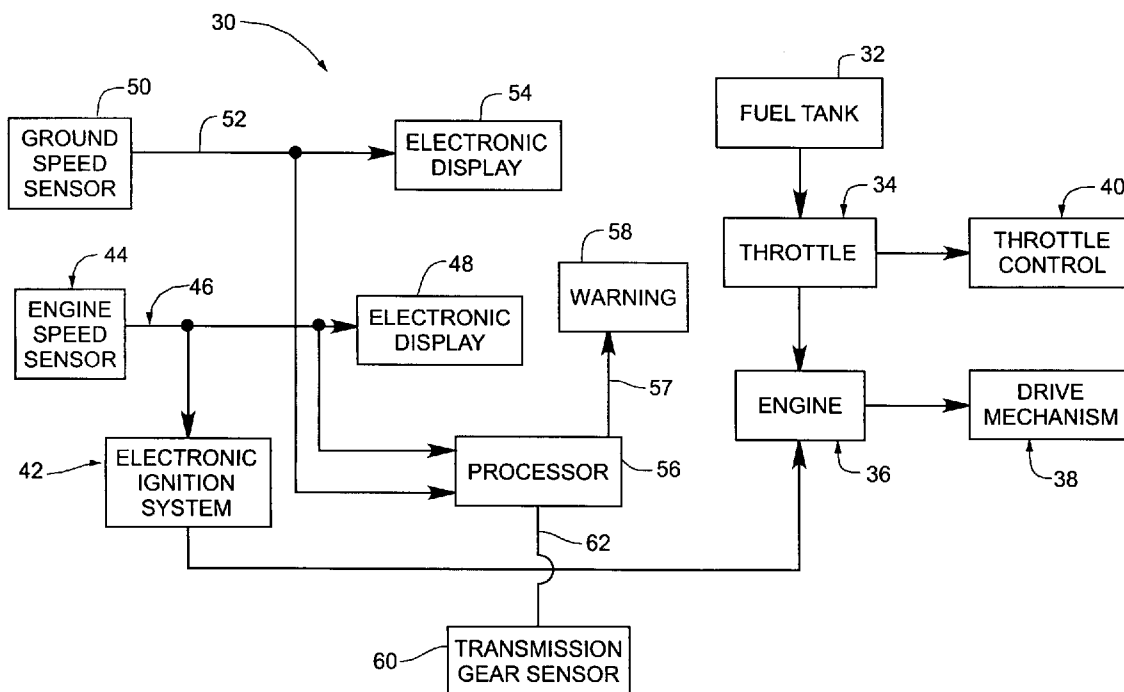 30
50
GROUND
SPEED
SENSOR
52
54
ELECTRONIC
DISPLAY
32
FUEL TANK
34
THROTTLE
40
THROTTLE
CONTROL
44
ENGINE
SPEED
SENSOR
46
48
ELECTRONIC
DISPLAY
58
WARNING
57
ENGINE
36
DRIVE
MECHANISM
38
42
ELECTRONIC
IGNITION
SYSTEM
PROCESSOR
56
62
60
TRANSMISSION
GEAR SENSOR